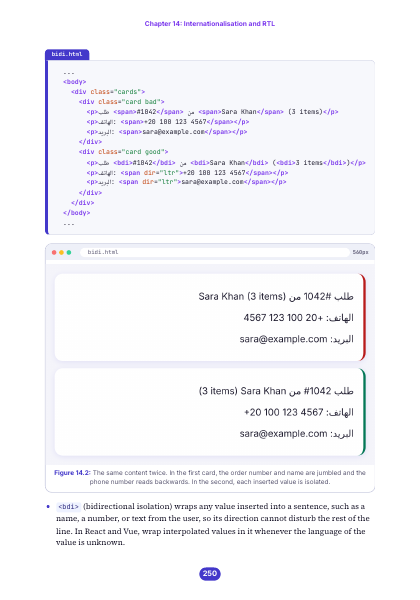 Chapter 14: Internationalisation and RTL
bidi.html
...
<body>
<div class="cards">
<div class="card bad">
<p>طلب <span>#1042</span> من <span>Sara Khan</span> (3 items)</p>
<p>الهاتف: <span>+20 100 123 4567</span></p>
<p>البريد: <span>sara@example.com</span></p>
</div>
<div class="card good">
<p>طلب <bdi>#1042</bdi> من <bdi>Sara Khan</bdi> (<bdi>3 items</bdi>)</p>
<p>الهاتف: <span dir="ltr">+20 100 123 4567</span></p>
<p>البريد: <span dir="ltr">sara@example.com</span></p>
</div>
</div>
</body>
...
bidi.html
560px
طلب #1042 من Sara Khan (3 items)
الهاتف: +20 100 123 4567
البريد: sara@example.com
طلب #1042 من Sara Khan (3 items)
الهاتف: +20 100 123 4567
البريد: sara@example.com
Figure 14.2: The same content twice. In the first card, the order number and name are jumbled and the
phone number reads backwards. In the second, each inserted value is isolated.
• <bdi> (bidirectional isolation) wraps any value inserted into a sentence, such as a
name, a number, or text from the user, so its direction cannot disturb the rest of the
line. In React and Vue, wrap interpolated values in it whenever the language of the
value is unknown.
250